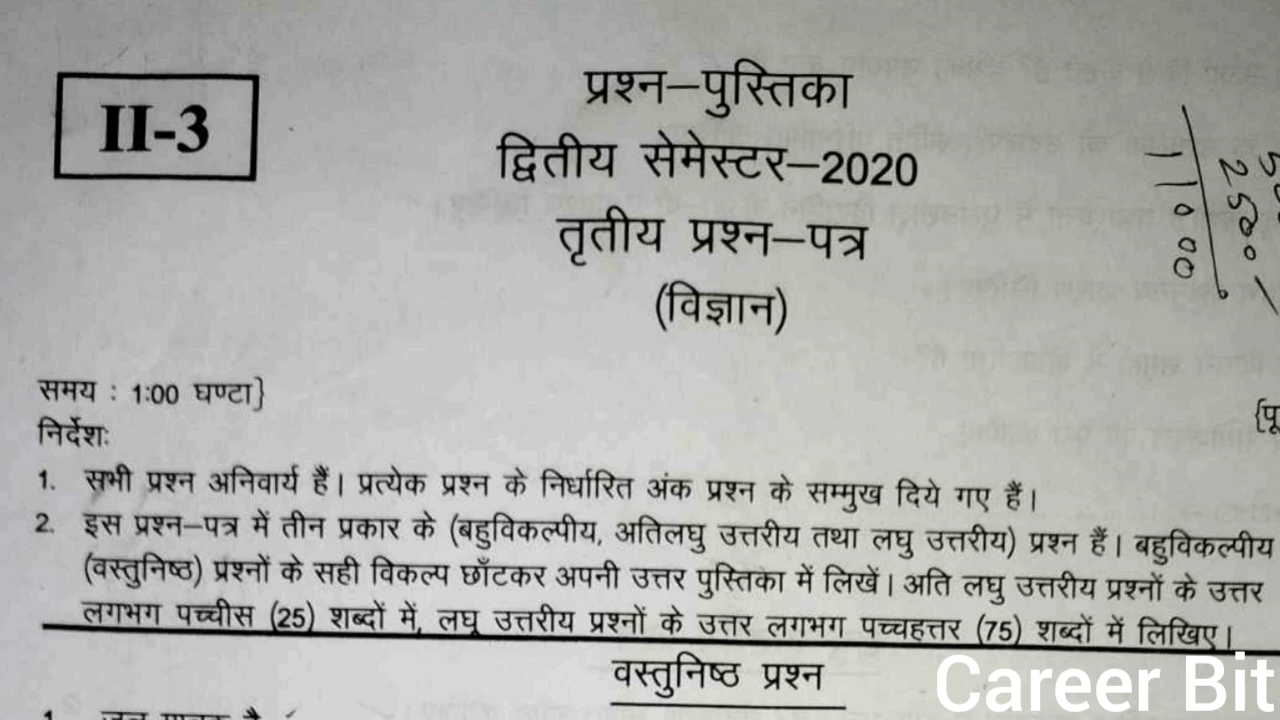 II-3
प्रश्न–पुस्तिका
द्वितीय सेमेस्टर–2020
तृतीय प्रश्न–पत्र
(विज्ञान)
2500/
11000
समय : 1:00 घण्टा}
{पू
निर्देशः
1. सभी प्रश्न अनिवार्य हैं। प्रत्येक प्रश्न के निर्धारित अंक प्रश्न के सम्मुख दिये गए हैं।
2. इस प्रश्न–पत्र में तीन प्रकार के (बहुविकल्पीय, अतिलघु उत्तरीय तथा लघु उत्तरीय) प्रश्न हैं। बहुविकल्पीय
(वस्तुनिष्ठ) प्रश्नों के सही विकल्प छाँटकर अपनी उत्तर पुस्तिका में लिखें। अति लघु उत्तरीय प्रश्नों के उत्तर
लगभग पच्चीस (25) शब्दों में, लघु उत्तरीय प्रश्नों के उत्तर लगभग पच्चहत्तर (75) शब्दों में लिखिए।
वस्तुनिष्ठ प्रश्न
Career Bit